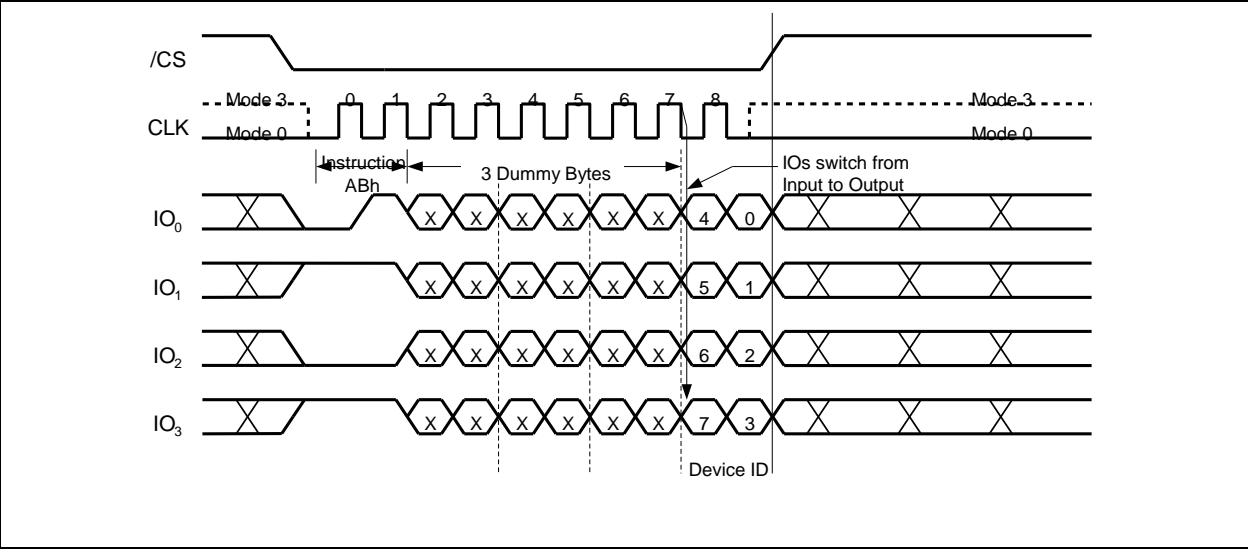 /CS
Mode 3 0 1 2 3 4 5 6 7 8 Mode 3
CLK
Mode 0 Mode 0
Instruction
ABh
3 Dummy Bytes
IOs switch from
Input to Output
IO0 X X X X X X 4 0
IO1 X X X X X X 5 1
IO2 X X X X X X 6 2
IO3 X X X X X X 7 3
Device ID